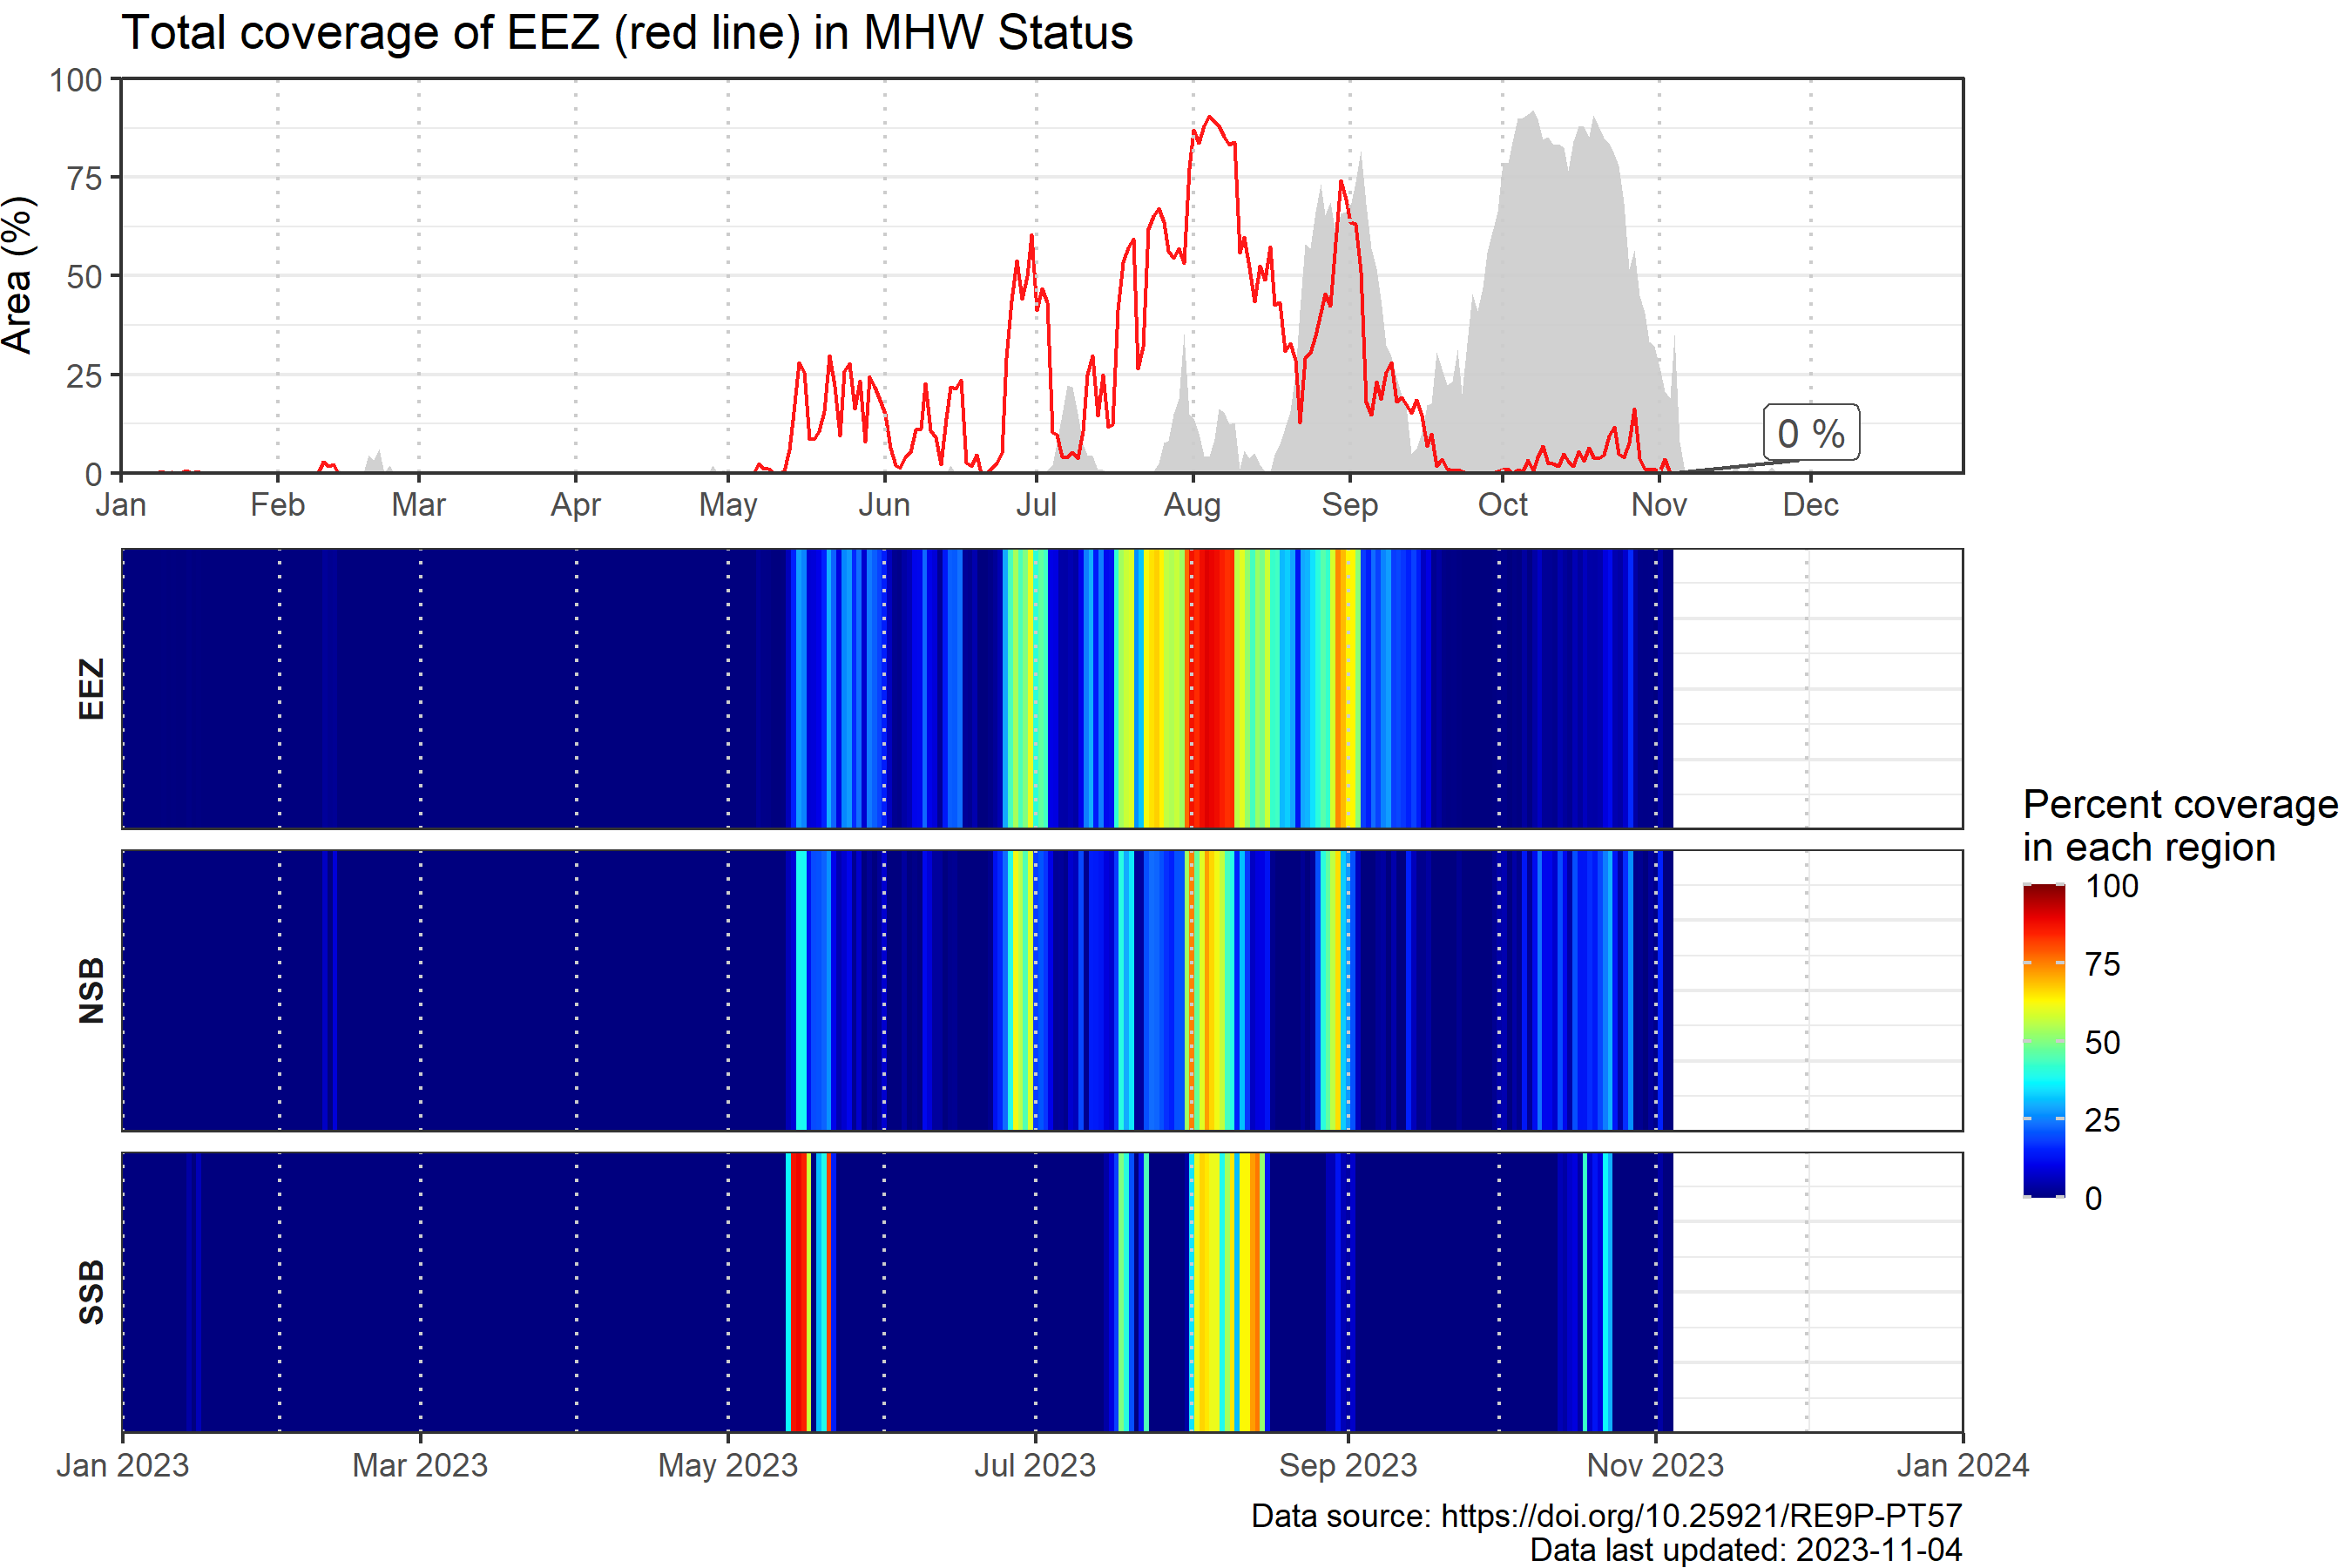 Total coverage of EEZ (red line) in MHW Status
Area (%)
100
75
50
25
0
0 %
Jan Feb Mar Apr May Jun Jul Aug Sep Oct Nov Dec
EEZ
NSB
SSB
Percent coverage
in each region
100
75
50
25
0
Jan 2023 Mar 2023 May 2023 Jul 2023 Sep 2023 Nov 2023 Jan 2024
Data source: https://doi.org/10.25921/RE9P-PT57
Data last updated: 2023-11-04